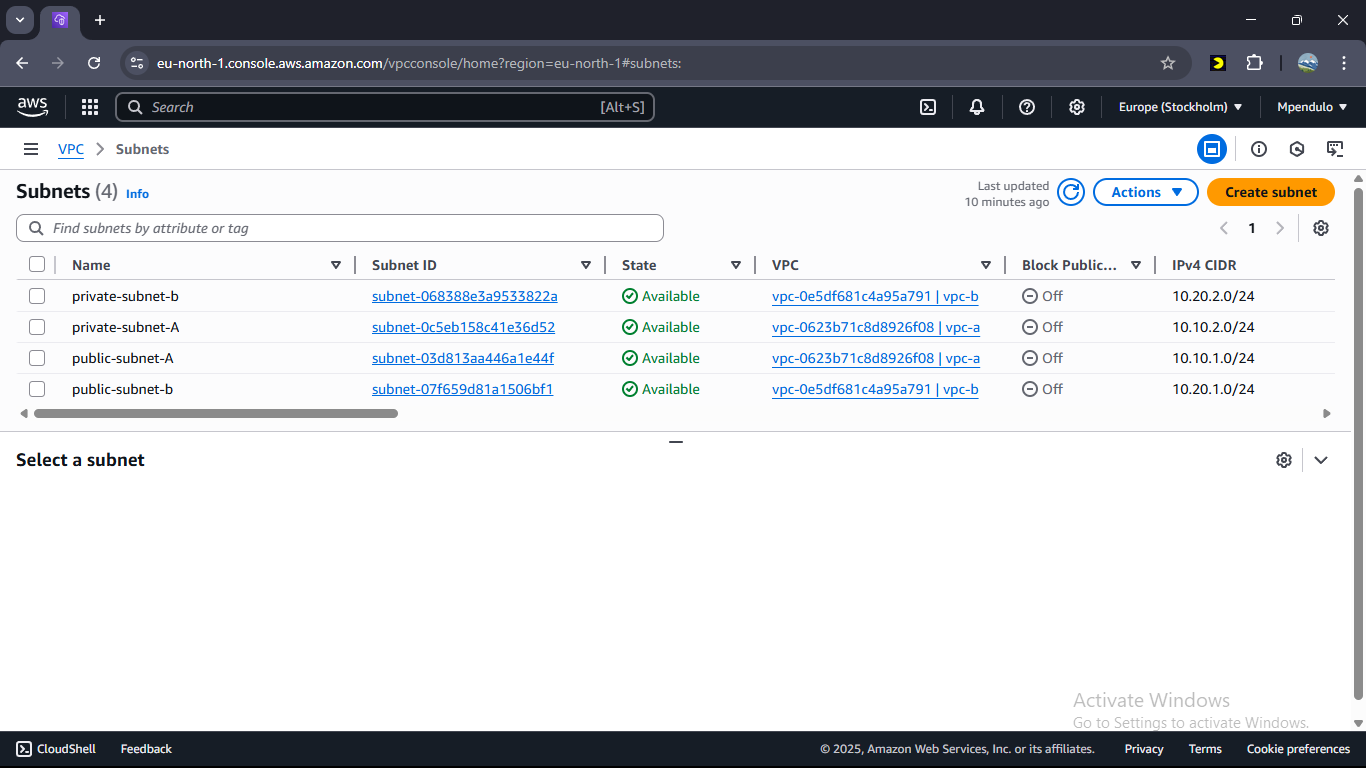 eu-north-1.console.aws.amazon.com/vpcconsole/home?region=eu-north-1#subnets:
aws Search [Alt+S] Europe (Stockholm) Mpendulo
VPC Subnets
Subnets (4) Info
Last updated
10 minutes ago
Actions
Create subnet
Find subnets by attribute or tag
1
Name Subnet ID State VPC Block Public... IPv4 CIDR
private-subnet-b subnet-068388e3a9533822a Available vpc-0e5df681c4a95a791 | vpc-b Off 10.20.2.0/24
private-subnet-A subnet-0c5eb158c41e36d52 Available vpc-0623b71c8d8926f08 | vpc-a Off 10.10.2.0/24
public-subnet-A subnet-03d813aa446a1e44f Available vpc-0623b71c8d8926f08 | vpc-a Off 10.10.1.0/24
public-subnet-b subnet-07f659d81a1506bf1 Available vpc-0e5df681c4a95a791 | vpc-b Off 10.20.1.0/24
Select a subnet
Activate Windows
Go to Settings to activate Windows.
CloudShell Feedback © 2025, Amazon Web Services, Inc. or its affiliates. Privacy Terms Cookie preferences